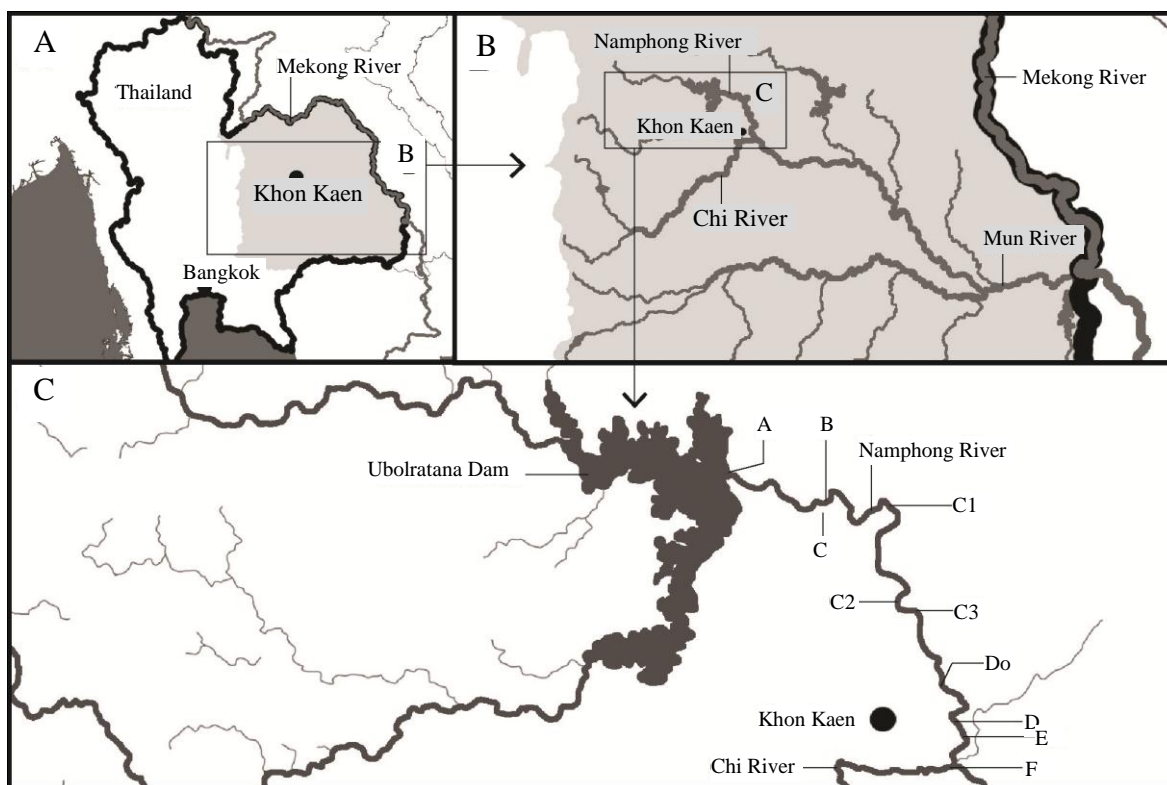 A
Mekong River
Thailand
B
Khon Kaen
Bangkok
B
Namphong River
C
Mekong River
Khon Kaen
Chi River
Mun River
C
A
B
Namphong River
Ubolratana Dam
C1
C
C2
C3
Do
Khon Kaen
D
E
Chi River
F